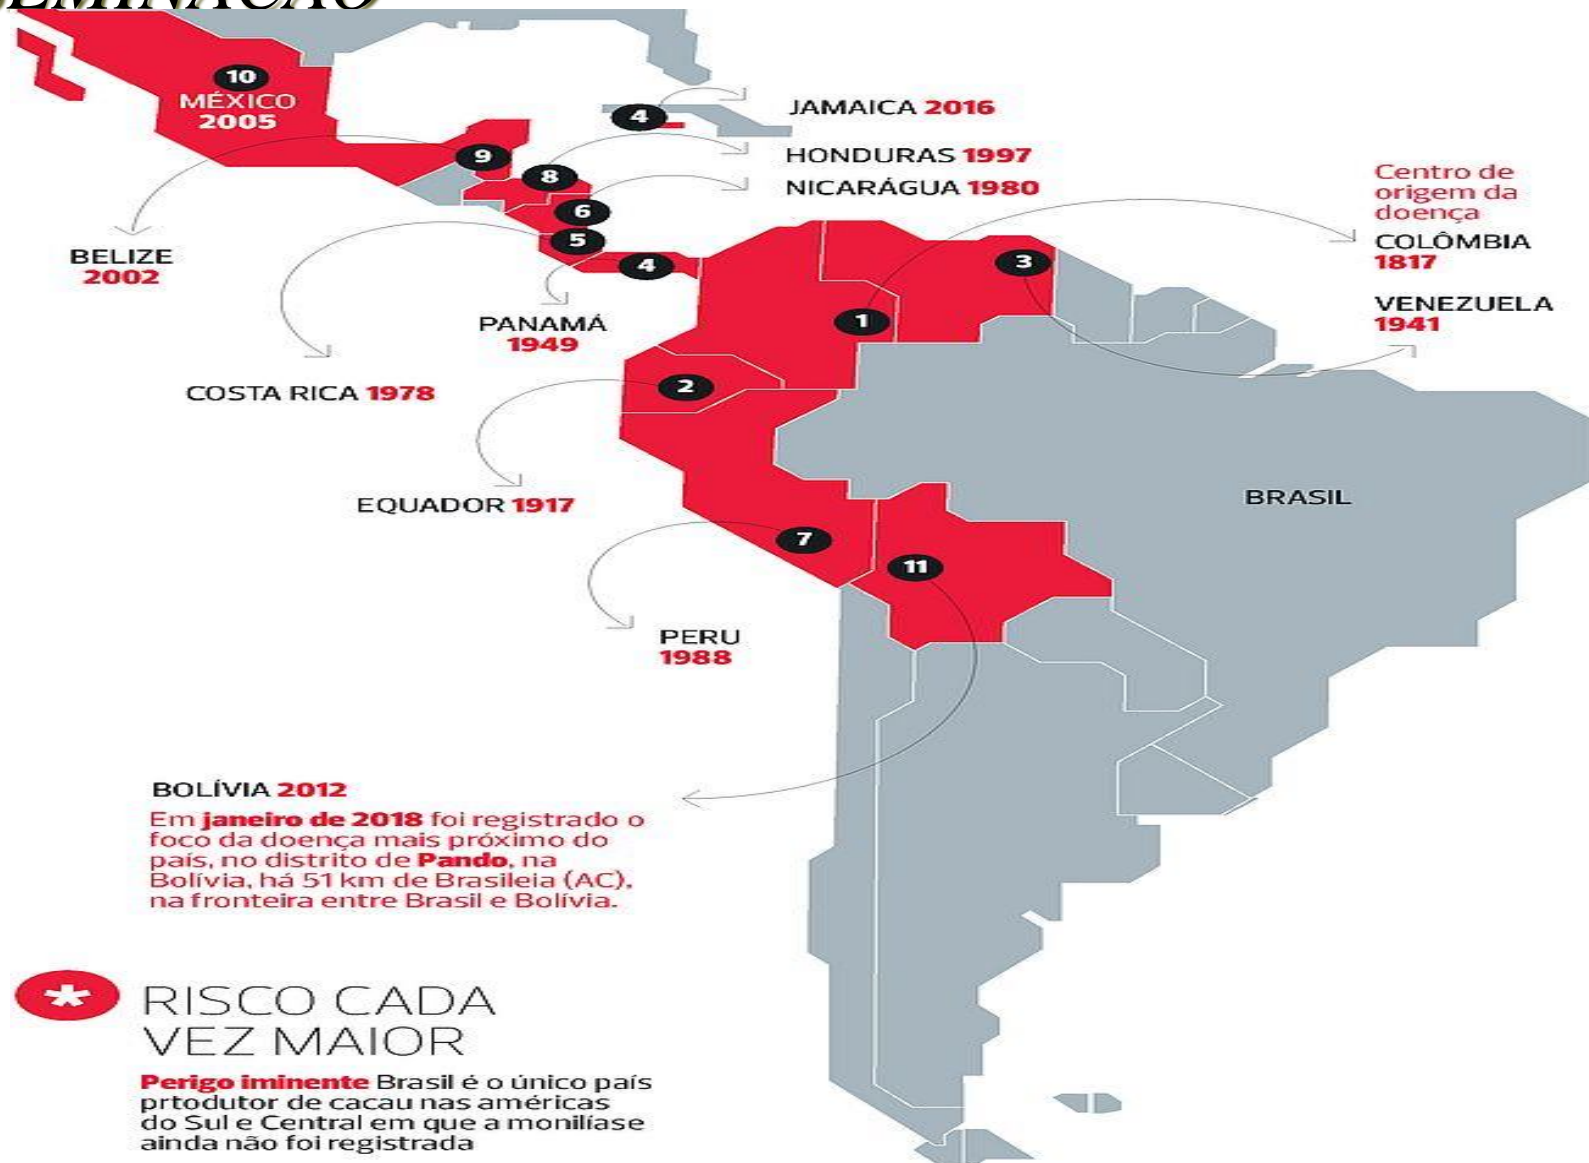 10
MÉXICO
2005
4
JAMAICA 2016
9
HONDURAS 1997
8
NICARÁGUA 1980
6
Centro de
origem da
doença
COLÔMBIA
1817
5
BELIZE
2002
4
3
VENEZUELA
1941
1
PANAMÁ
1949
COSTA RICA 1978
2
EQUADOR 1917
BRASIL
7
11
PERU
1988
BOLÍVIA 2012
Em janeiro de 2018 foi registrado o
foco da doença mais próximo do
país, no distrito de Pando, na
Bolívia, há 51 km de Brasileia (AC),
na fronteira entre Brasil e Bolívia.
*
RISCO CADA
VEZ MAIOR
Perigo iminente Brasil é o único país
prtodutor de cacau nas américas
do Sul e Central em que a monilíase
ainda não foi registrada